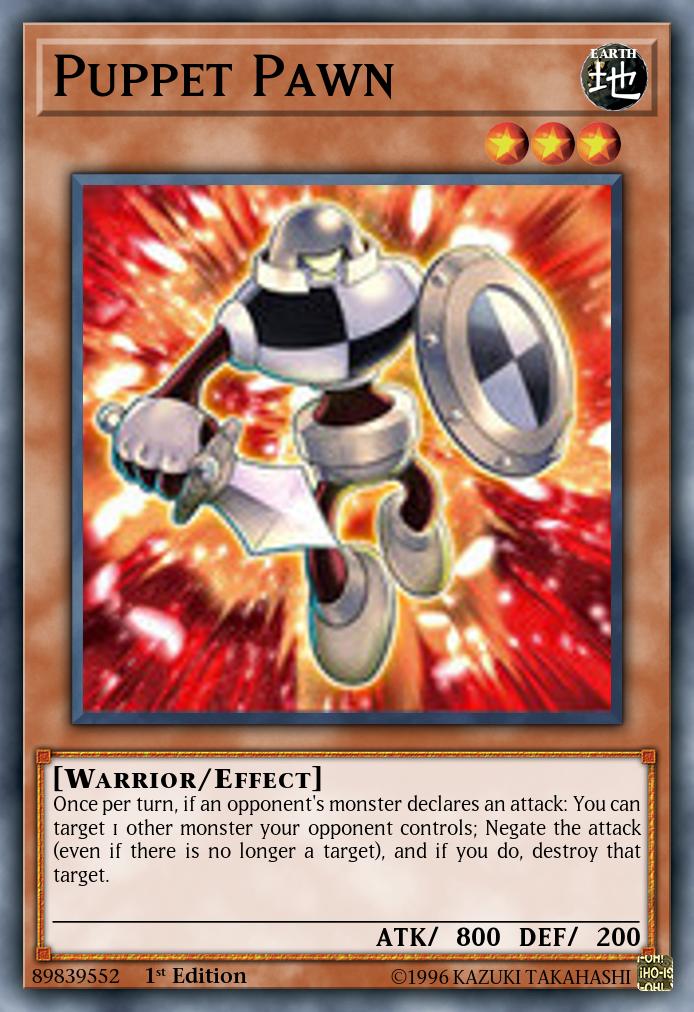 Puppet Pawn
EARTH
地
[Warrior/Effect]
Once per turn, if an opponent's monster declares an attack: You can
target 1 other monster your opponent controls; Negate the attack
(even if there is no longer a target), and if you do, destroy that
target.
ATK/ 800 DEF/ 200
89839552 1st Edition ©1996 KAZUKI TAKAHASHI